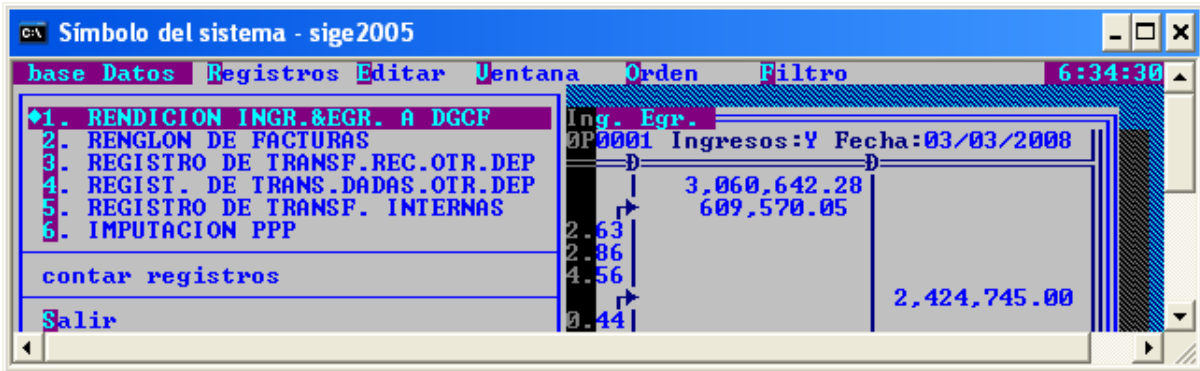 Símbolo del sistema - sige2005
base Datos Registros Editar Ventana Orden Filtro 6:34:30
1. RENDICION INGR.&EGR. A DGCF
2. RENGLON DE FACTURAS
3. REGISTRO DE TRANSF.REC.OTR.DEP
4. REGIST. DE TRANS.DADAS.OTR.DEP
5. REGISTRO DE TRANSF. INTERNAS
6. IMPUTACION PPP
contar registros
Salir
Ing. Egr.
0P0001 Ingresos:Y Fecha:03/03/2008
3,060,642.28
609,570.05
2.63
2.86
4.56
2,424,745.00
0.44